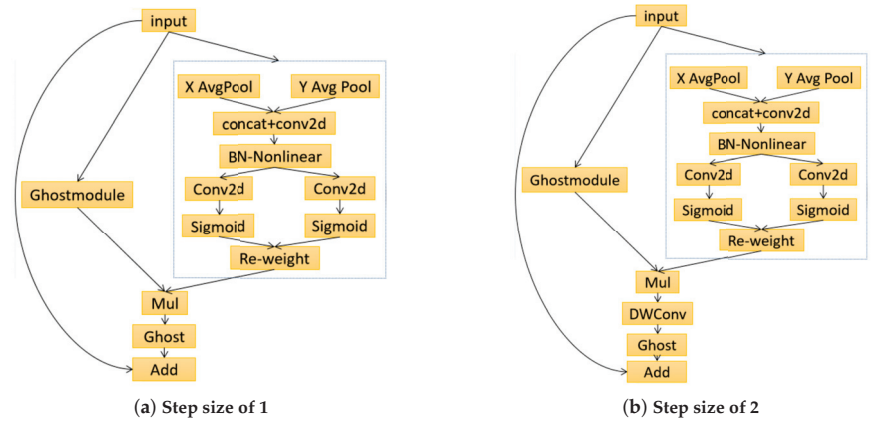 input
X AvgPool
Y Avg Pool
concat+conv2d
BN-Nonlinear
Conv2d
Conv2d
Ghostmodule
Sigmoid
Sigmoid
Re-weight
Mul
Ghost
Add
(a) Step size of 1
input
X AvgPool
Y Avg Pool
concat+conv2d
BN-Nonlinear
Conv2d
Conv2d
Ghostmodule
Sigmoid
Sigmoid
Re-weight
Mul
DWConv
Ghost
Add
(b) Step size of 2